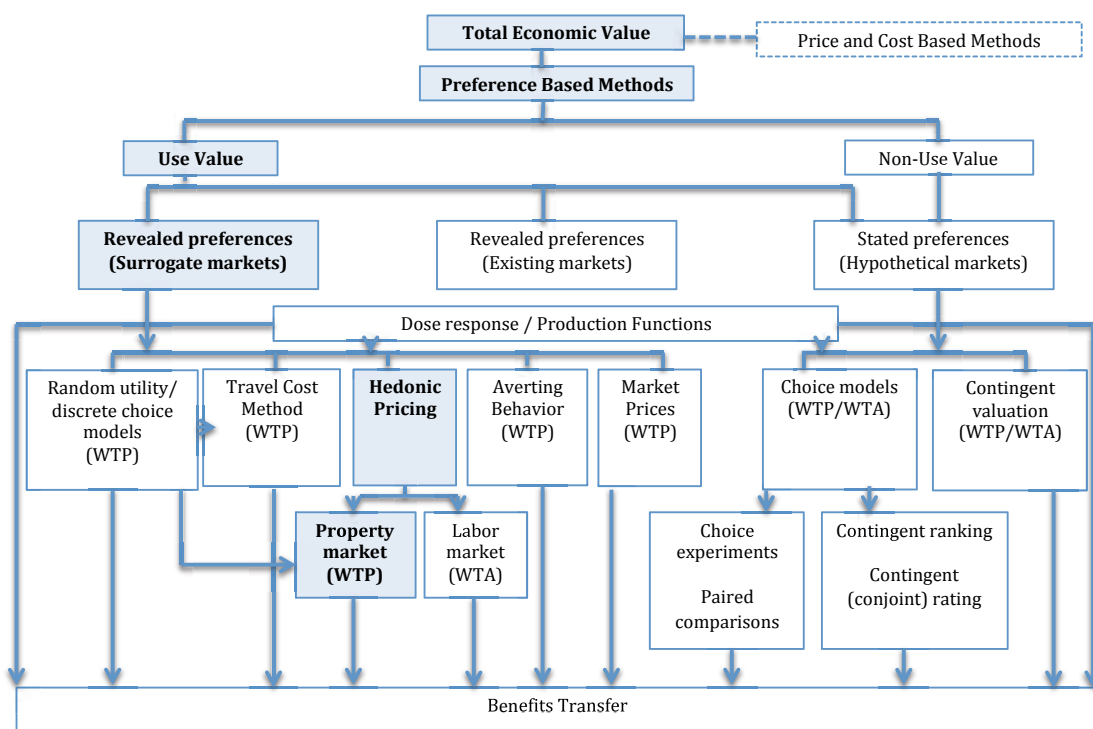 Total Economic Value
Price and Cost Based Methods
Preference Based Methods
Use Value
Non-Use Value
Revealed preferences
(Surrogate markets)
Revealed preferences
(Existing markets)
Stated preferences
(Hypothetical markets)
Dose response / Production Functions
Random utility/
discrete choice
models
(WTP)
Travel Cost
Method
(WTP)
Hedonic
Pricing
Averting
Behavior
(WTP)
Market
Prices
(WTP)
Choice models
(WTP/WTA)
Contingent
valuation
(WTP/WTA)
Property
market
(WTP)
Labor
market
(WTA)
Choice
experiments
Paired
comparisons
Contingent ranking
Contingent
(conjoint) rating
Benefits Transfer